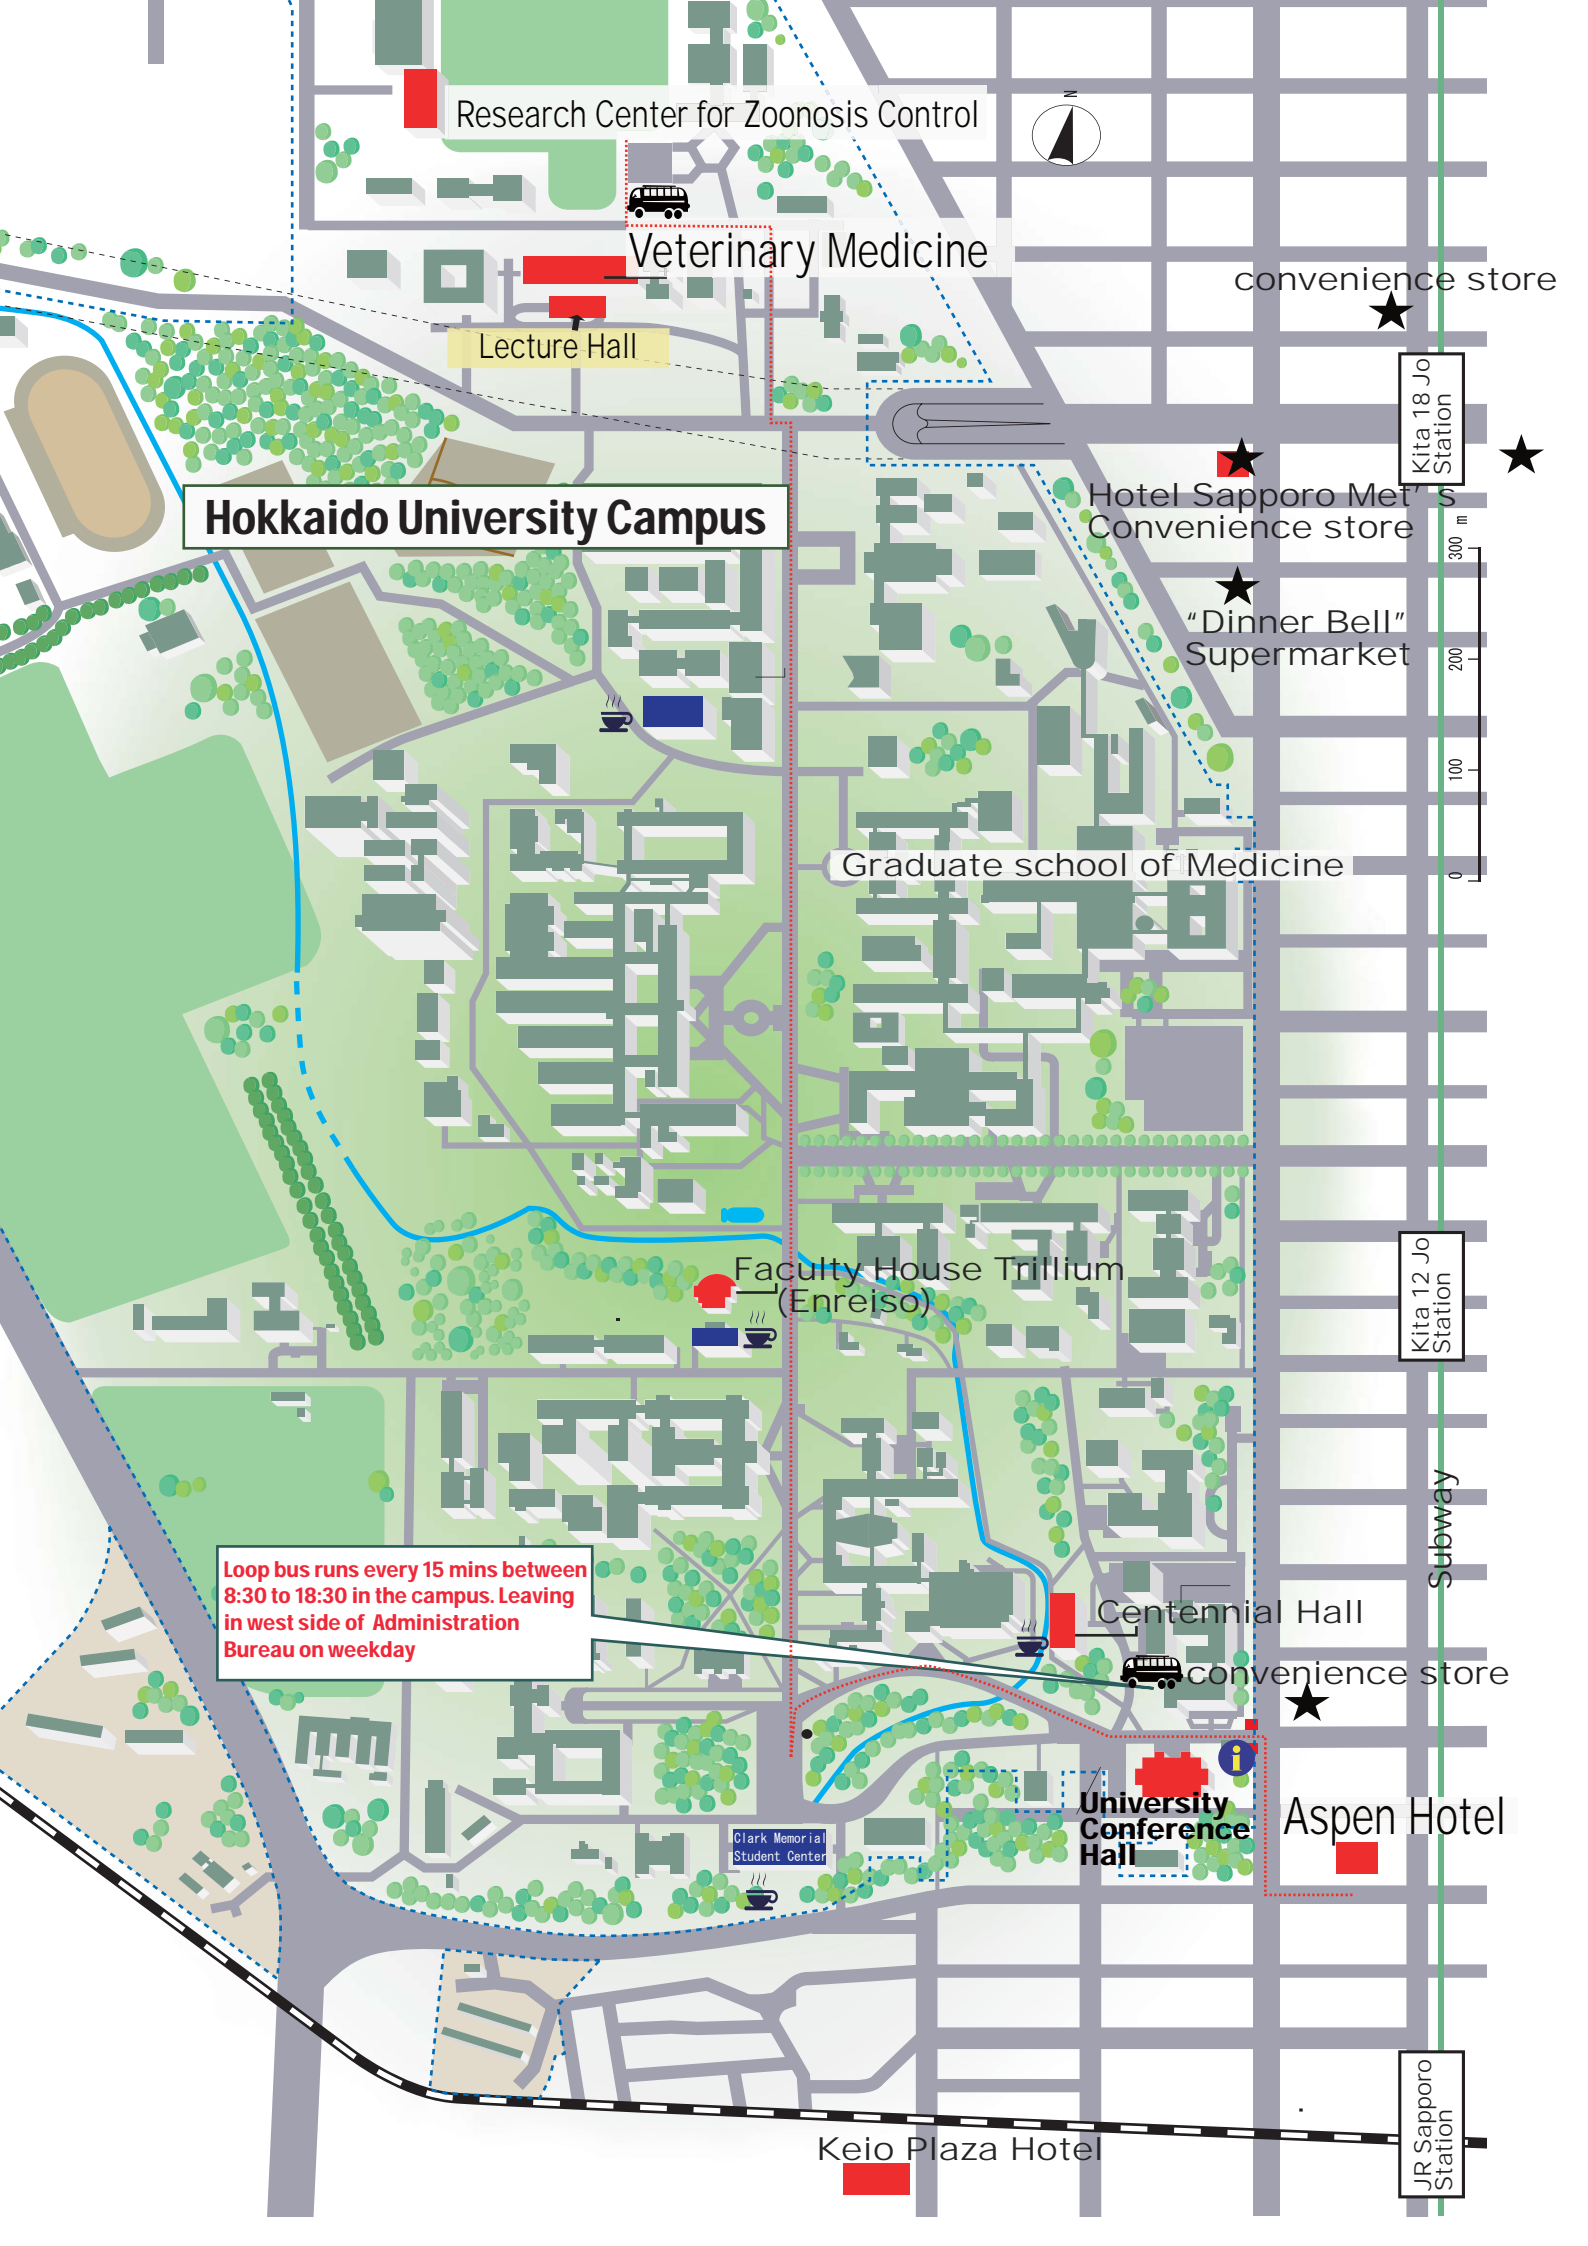 N
Research Center for Zoonosis Control
Veterinary Medicine
convenience store
Lecture Hall
Kita 18 Jo
Station
Hotel Sapporo Met' s
Convenience store
Hokkaido University Campus
300 m
200
100
0
"Dinner Bell"
Supermarket
Graduate school of Medicine
Faculty House Trillium
(Enreiso)
Kita 12 Jo
Station
Subway
Loop bus runs every 15 mins between
8:30 to 18:30 in the campus. Leaving
in west side of Administration
Bureau on weekday
Centennial Hall
convenience store
i
University
Conference
Hall
Aspen Hotel
Clark Memorial
Student Center
JR Sapporo
Station
Keio Plaza Hotel